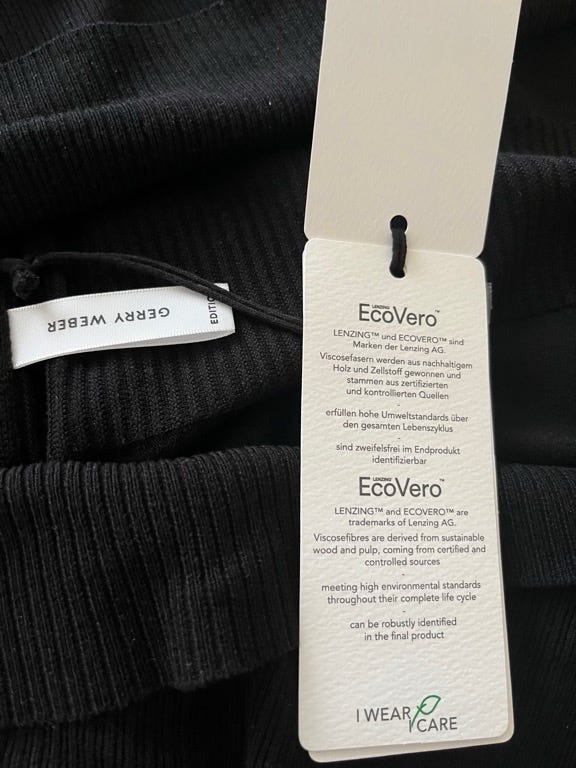 GERRY WEBER
EDITIO
LENZING™
EcoVero™
LENZING™ und ECOVERO™ sind
Marken der Lenzing AG.
Viscosefasern werden aus nachhaltigem
Holz und Zellstoff gewonnen und
stammen aus zertifizierten
und kontrollierten Quellen
-
erfüllen hohe Umweltstandards über
den gesamten Lebenszyklus
-
sind zweifelsfrei im Endprodukt
identifizierbar
LENZING™
EcoVero™
LENZING™ and ECOVERO™ are
trademarks of Lenzing AG.
Viscosefibres are derived from sustainable
wood and pulp, coming from certified and
controlled sources
-
meeting high environmental standards
throughout their complete life cycle
-
can be robustly identified
in the final product
I WEAR
I CARE